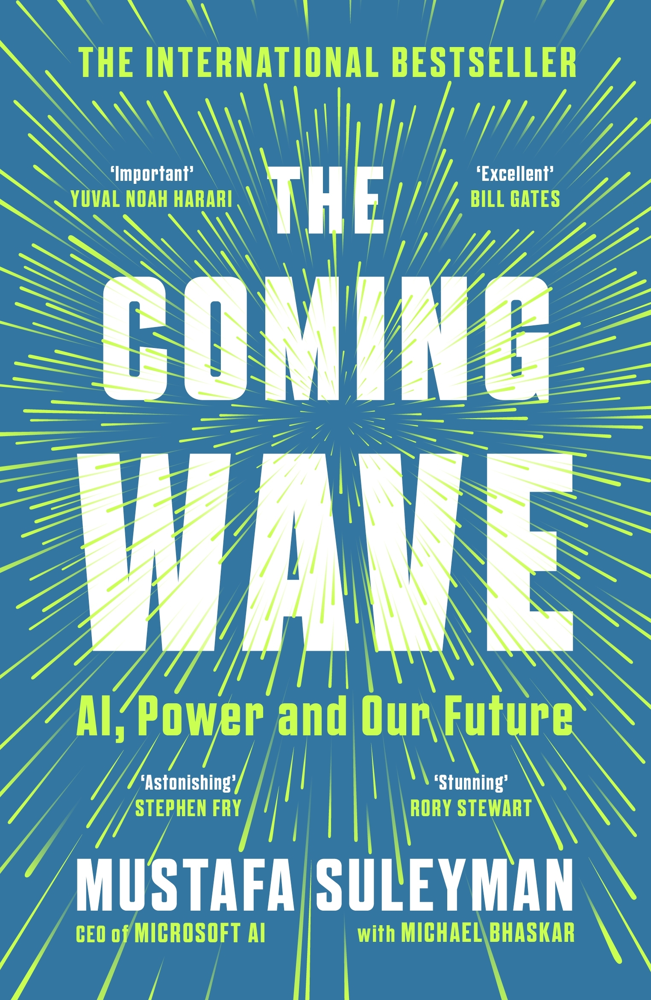 THE INTERNATIONAL BESTSELLER
‘Important’
YUVAL NOAH HARARI
‘Excellent’
BILL GATES
THE
COMING
WAVE
AI, Power and Our Future
‘Astonishing’
STEPHEN FRY
‘Stunning’
RORY STEWART
MUSTAFA SULEYMAN
CEO of MICROSOFT AI
with MICHAEL BHASKAR